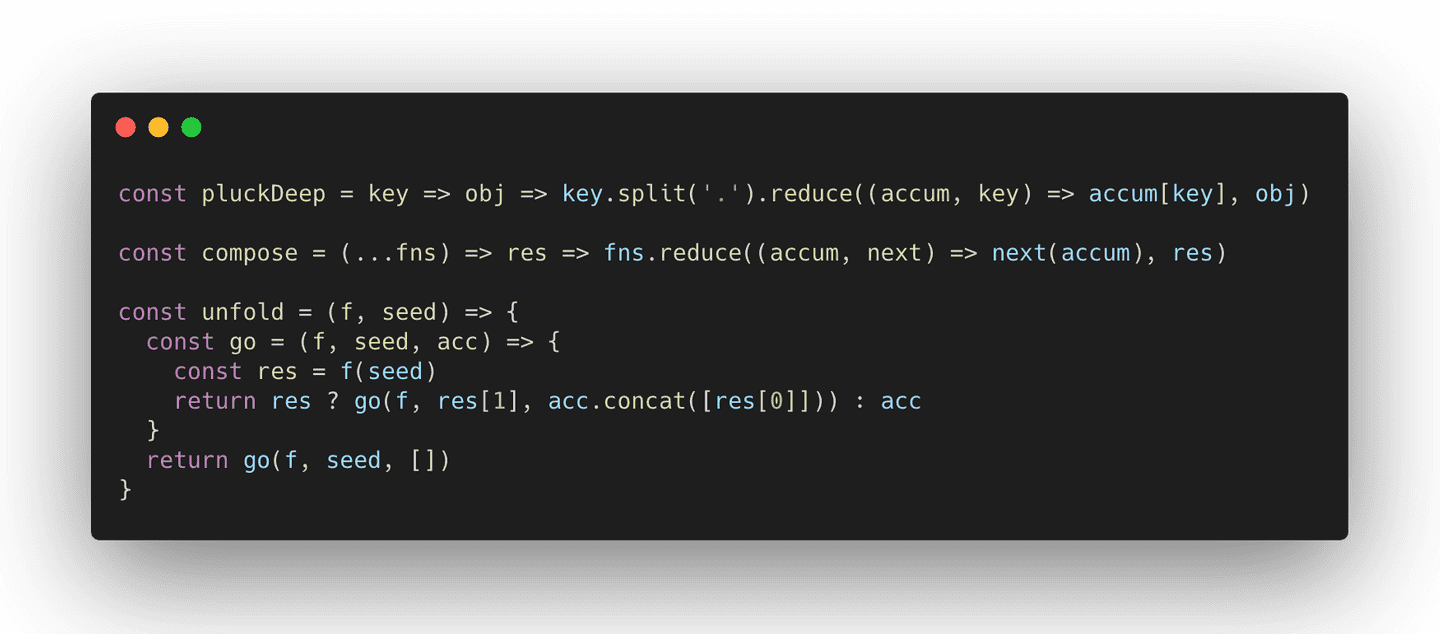 const pluckDeep = key => obj => key.split('.').reduce((accum, key) => accum[key], obj)

const compose = (...fns) => res => fns.reduce((accum, next) => next(accum), res)

const unfold = (f, seed) => {
  const go = (f, seed, acc) => {
    const res = f(seed)
    return res ? go(f, res[1], acc.concat([res[0]])) : acc
  }
  return go(f, seed, [])
}